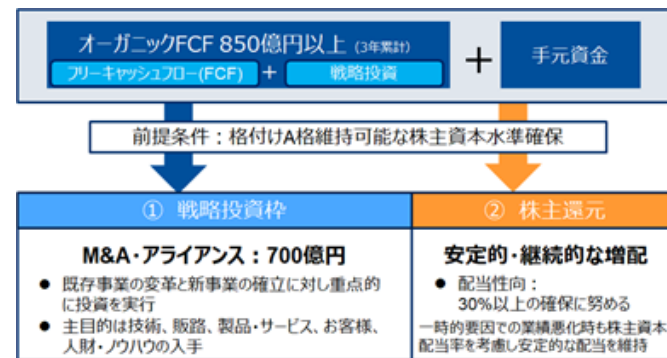 オーガニックFCF 850億円以上 (3年累計)
フリーキャッシュフロー(FCF) + 戦略投資
+
手元資金
前提条件：格付けA格維持可能な株主資本水準確保
① 戦略投資枠
M&A・アライアンス：700億円
● 既存事業の変革と新事業の確立に対し重点的
に投資を実行
● 主目的は技術、販路、製品・サービス、お客様、
人財・ノウハウの入手
② 株主還元
安定的・継続的な増配
● 配当性向：
30%以上の確保に努める
一時的要因での業績悪化時も株主資本
配当率を考慮し安定的な配当を維持